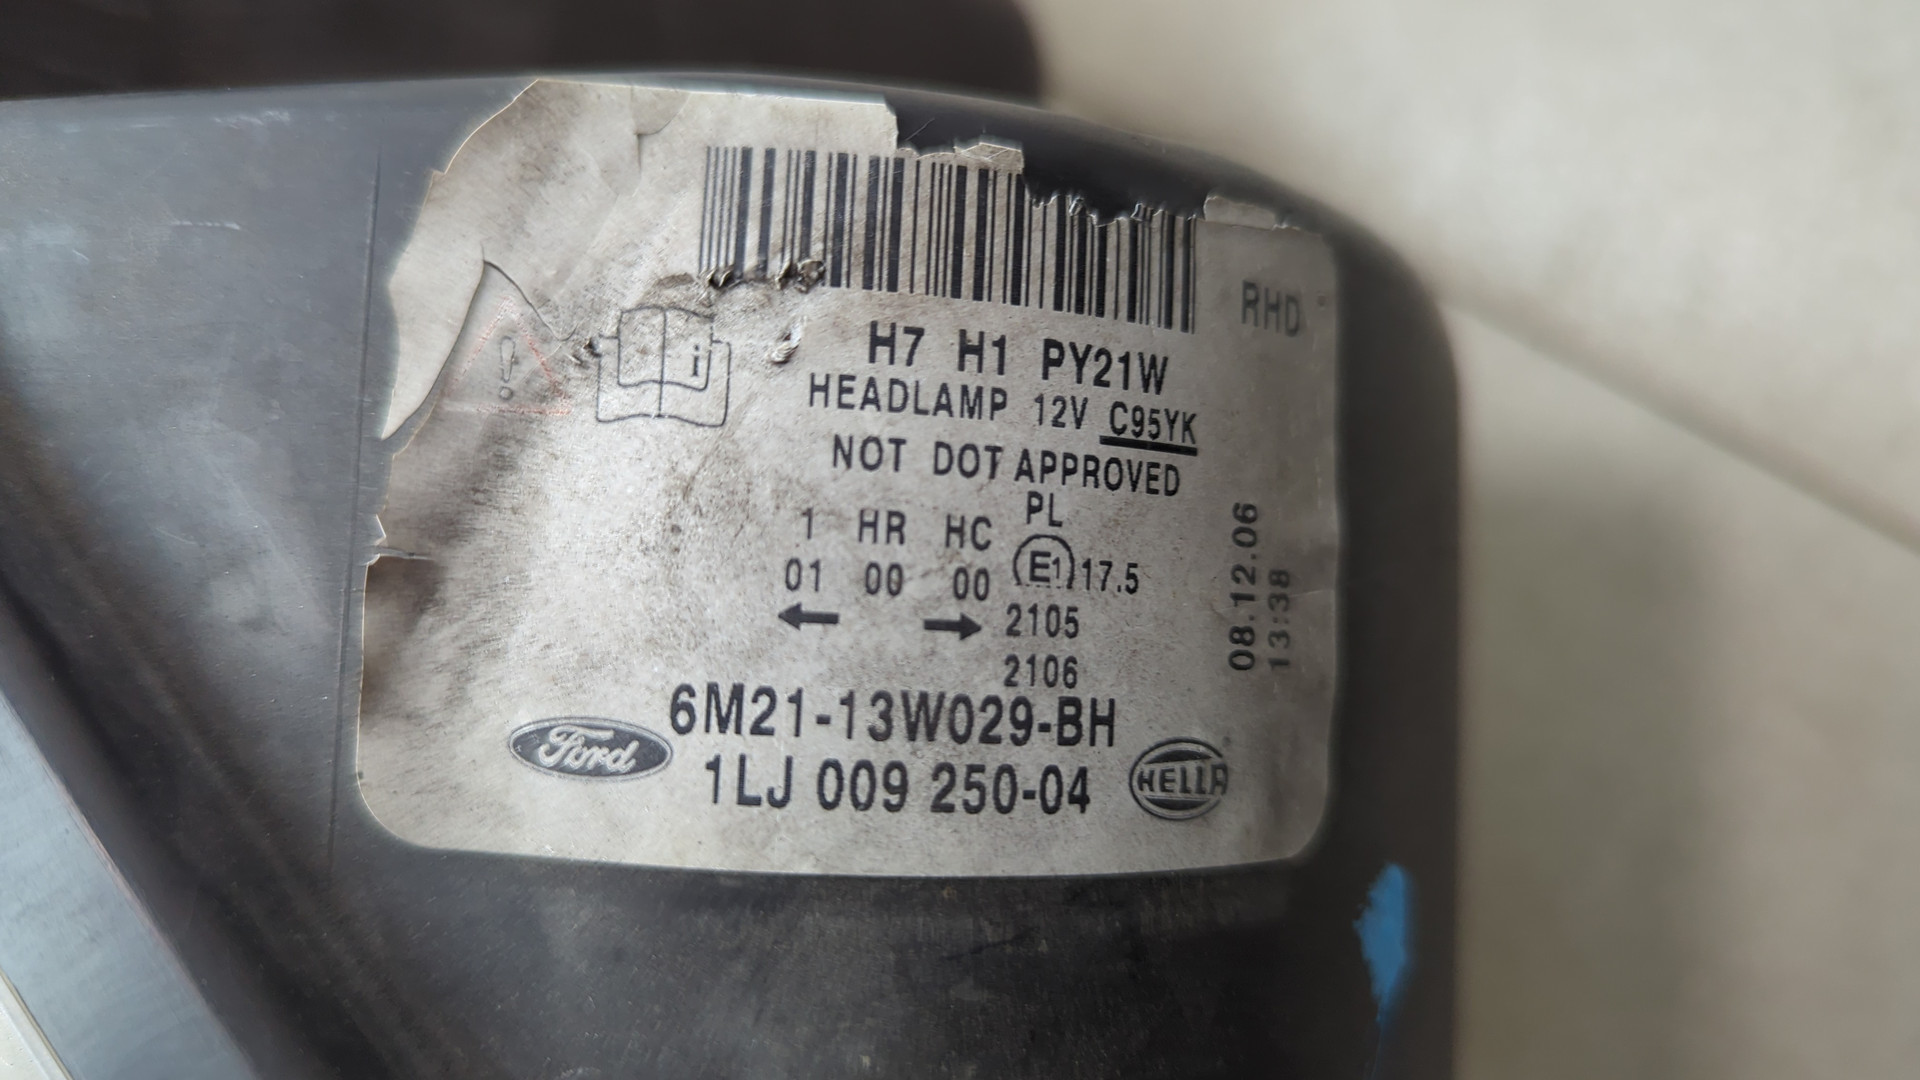 RHD
H7 H1 PY21W
HEADLAMP 12V C95YK
NOT DOT APPROVED
PL
1 HR HC
01 00 00 E1 17.5
2105
2106
6M21-13W029-BH
Ford
1LJ 009 250-04
HELLA
08.12.06
13:38
i